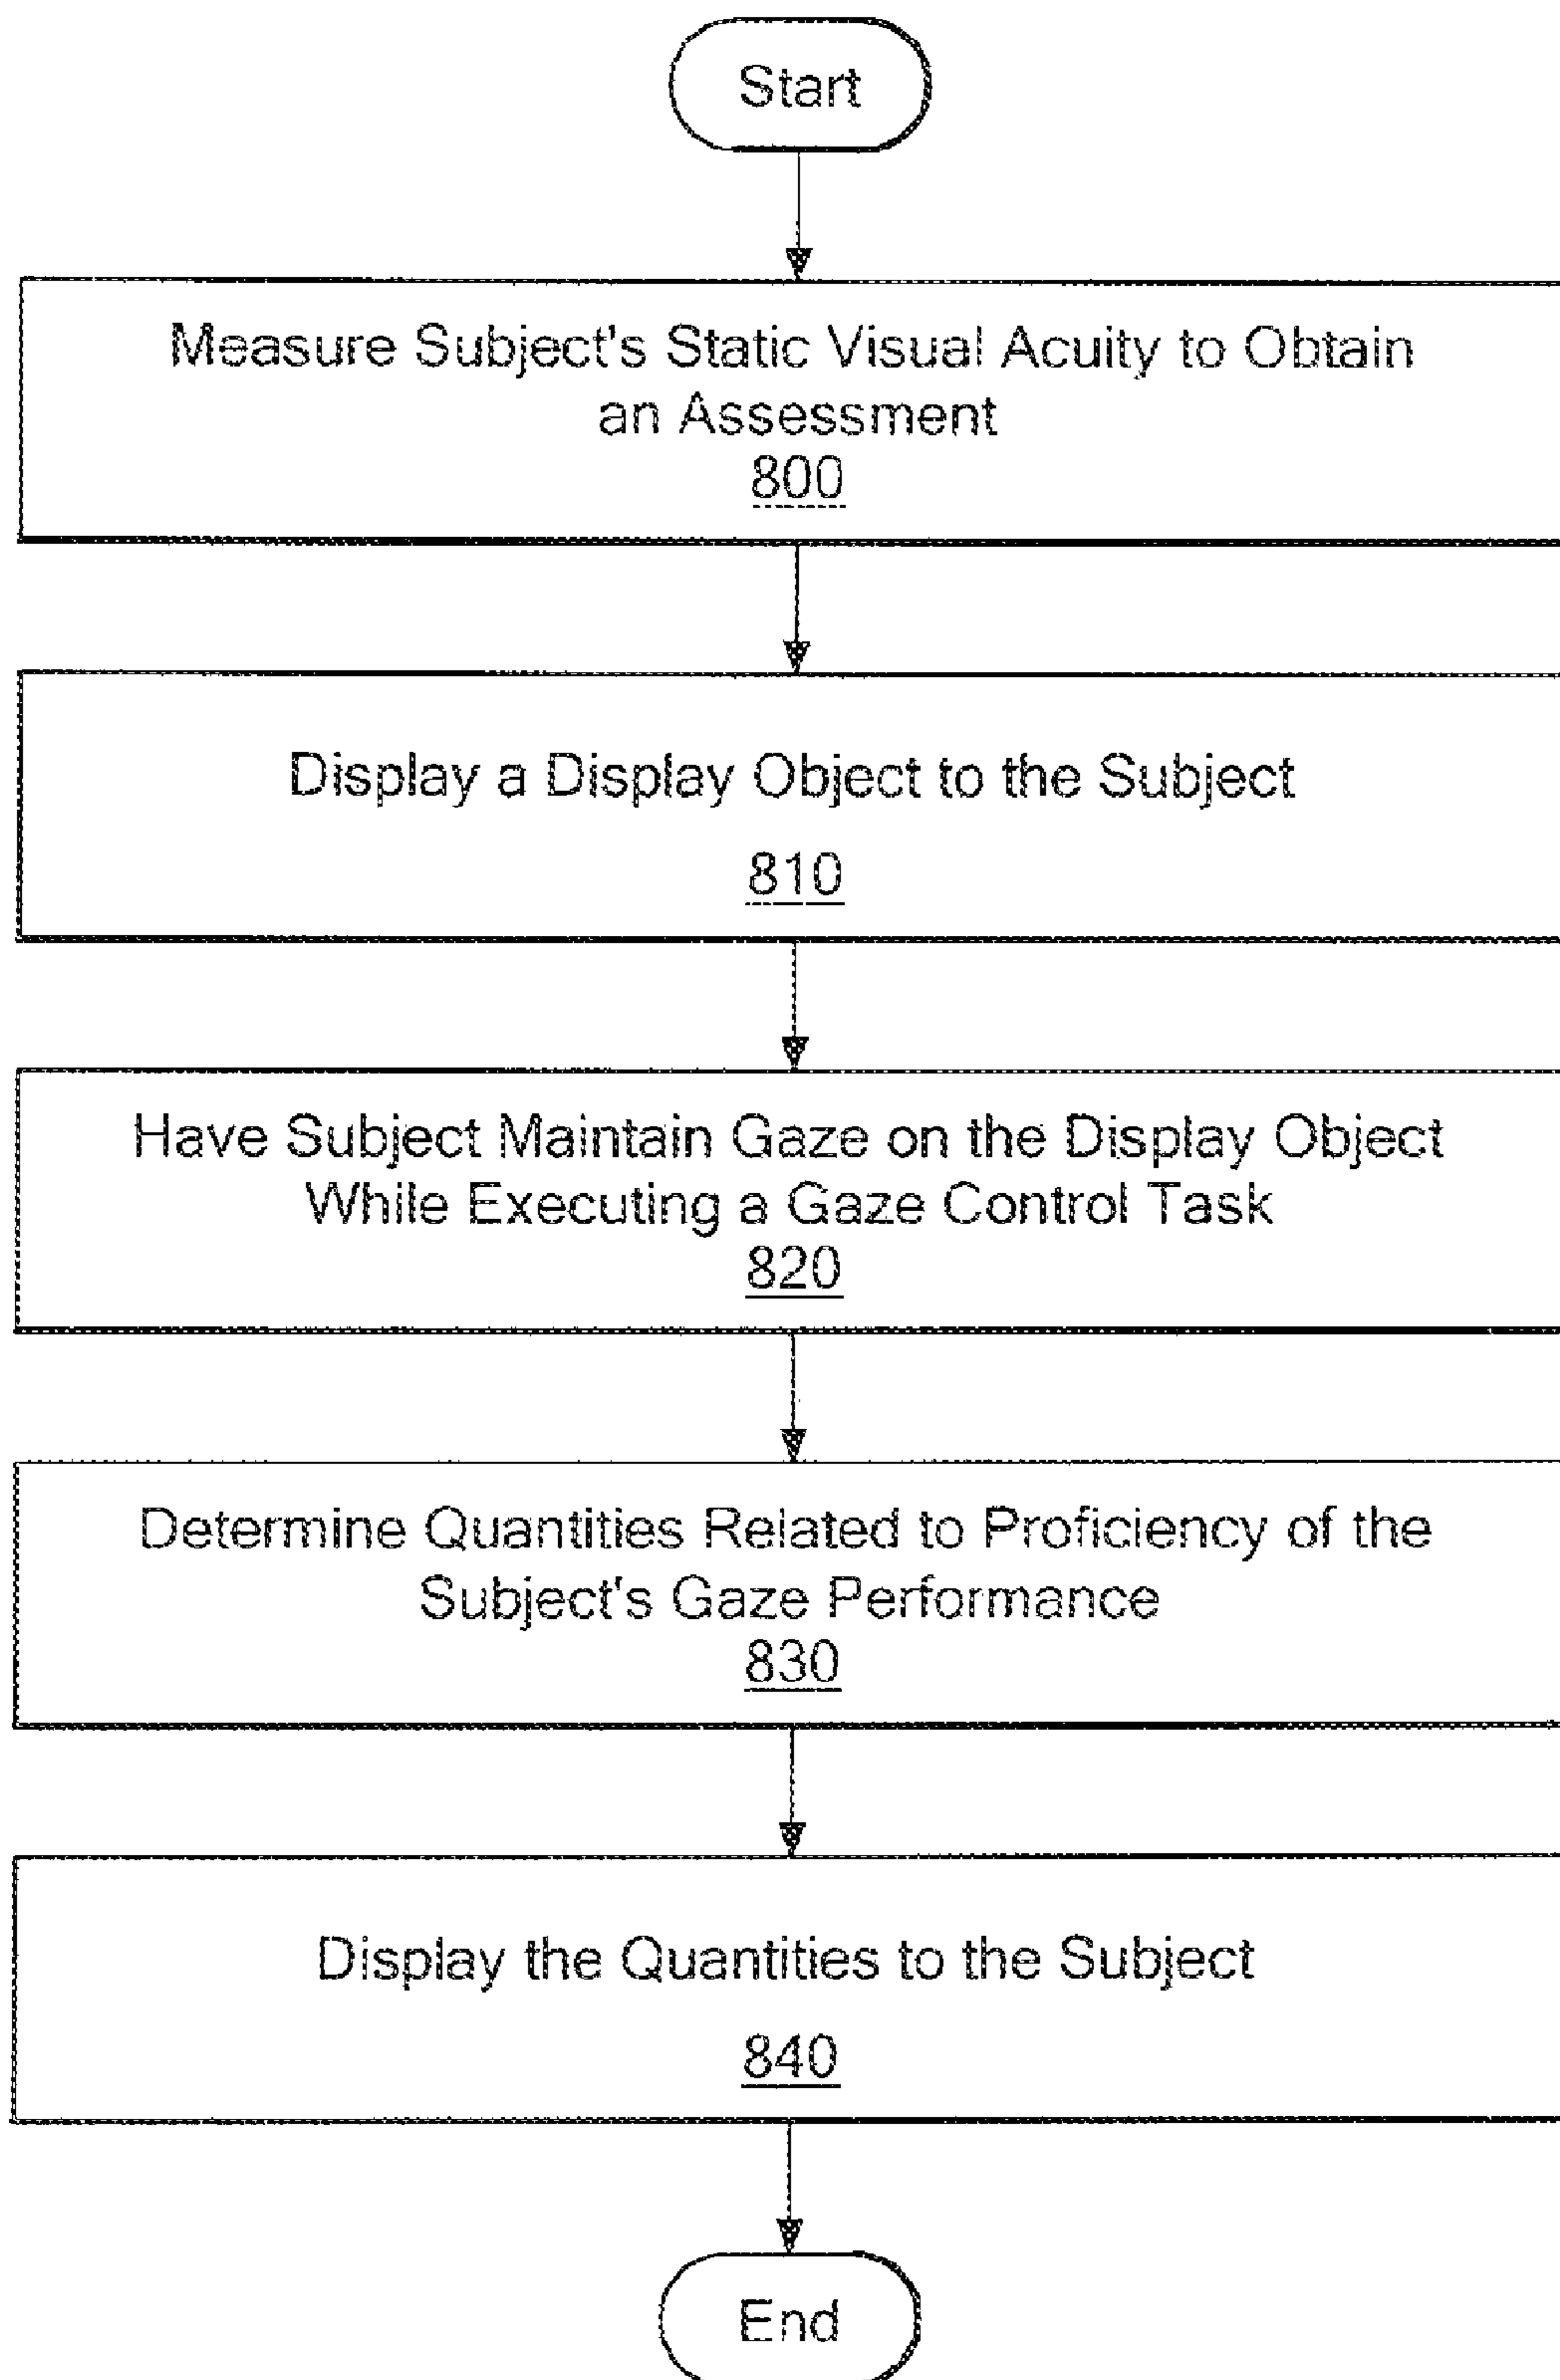 Start
Measure Subject's Static Visual Acuity to Obtain
an Assessment
800
Display a Display Object to the Subject
810
Have Subject Maintain Gaze on the Display Object
While Executing a Gaze Control Task
820
Determine Quantities Related to Proficiency of the
Subject's Gaze Performance
830
Display the Quantities to the Subject
840
End